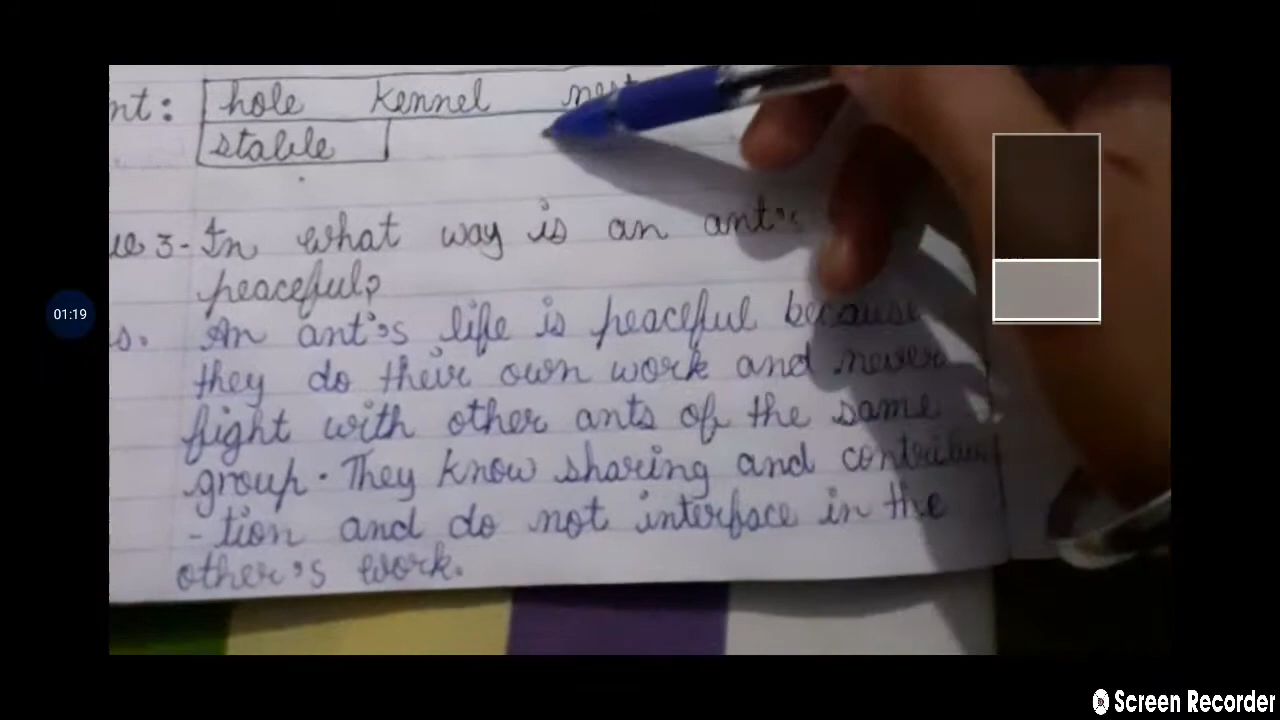 nt: hole kennel nest
stable
ue 3- In what way is an ant's
peaceful?
s. An ant's life is peaceful because
they do their own work and never
fight with other ants of the same
group. They know sharing and contribu
-tion and do not interface in the
other's work.
01:19
Screen Recorder